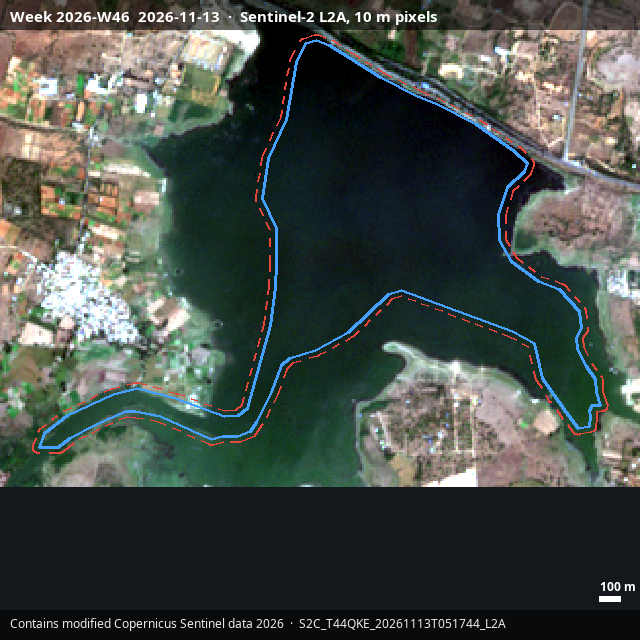 Week 2026-W46  2026-11-13  ·  Sentinel-2 L2A, 10 m pixels
100 m
Contains modified Copernicus Sentinel data 2026  ·  S2C_T44QKE_20261113T051744_L2A